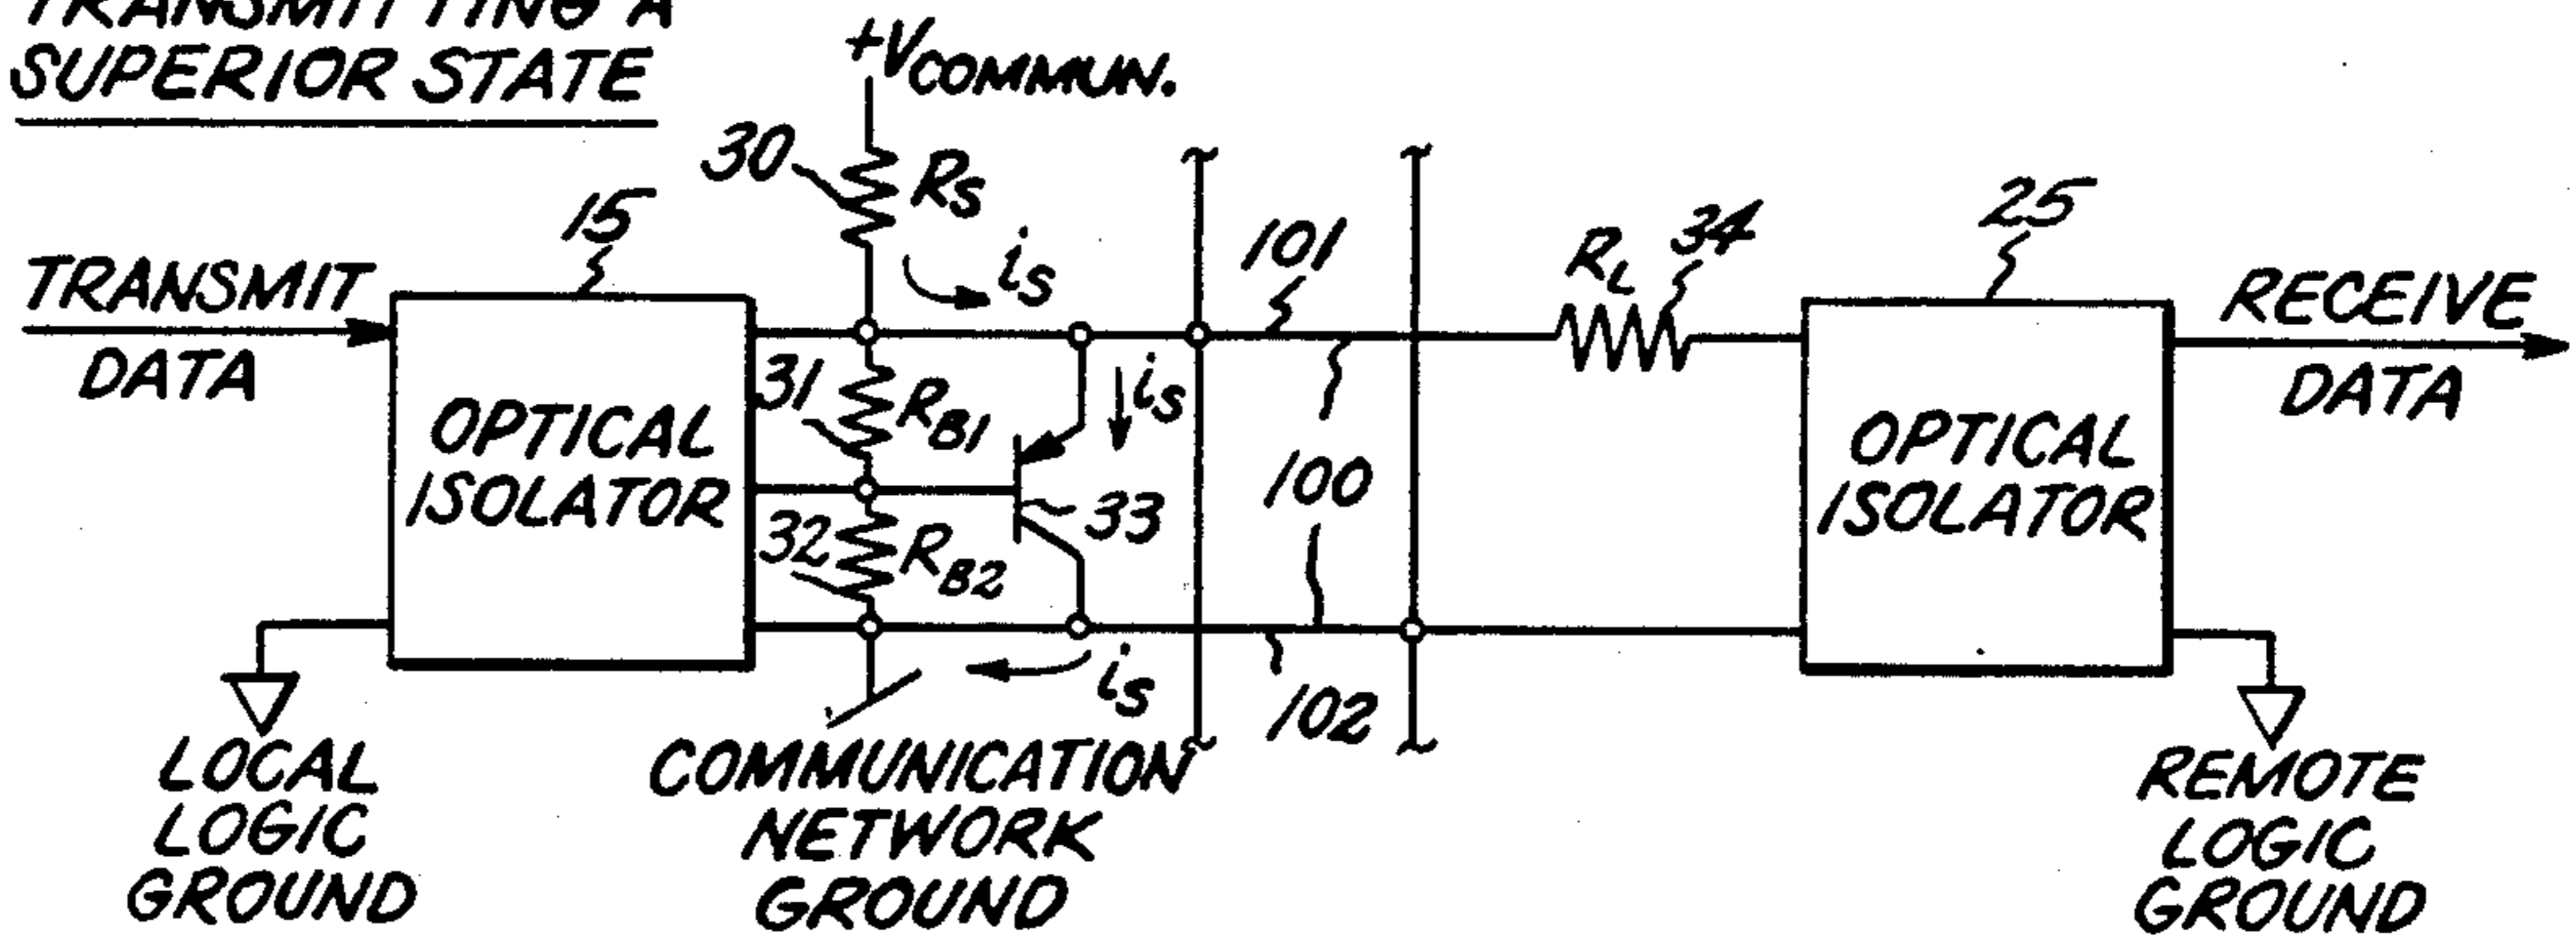 TRANSMITTING A
SUPERIOR STATE
+VCOMMUN.
30
RS
iS
15
TRANSMIT
DATA
OPTICAL
ISOLATOR
31
RB1
iS
32
RB2
33
iS
101
100
102
RL
34
25
OPTICAL
ISOLATOR
RECEIVE
DATA
LOCAL
LOGIC
GROUND
COMMUNICATION
NETWORK
GROUND
REMOTE
LOGIC
GROUND